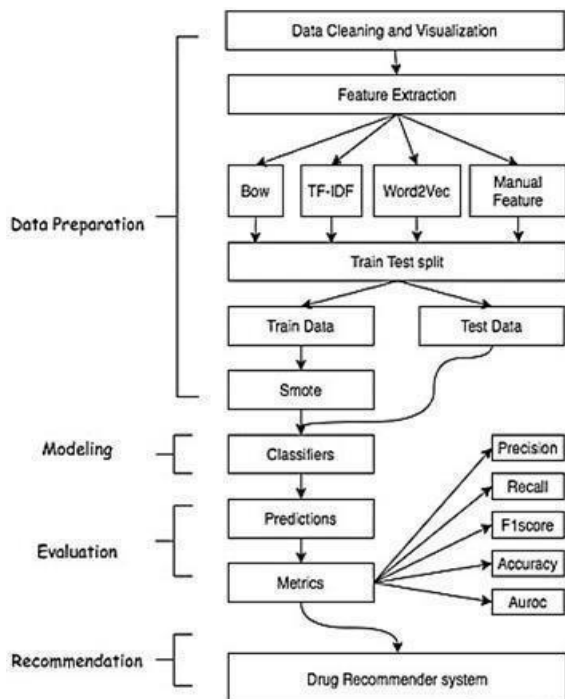 Data Cleaning and Visualization
Feature Extraction
Bow
TF-IDF
Word2Vec
Manual
Feature
Data Preparation
Train Test split
Train Data
Test Data
Smote
Modeling
Classifiers
Precision
Recall
Predictions
F1score
Evaluation
Accuracy
Metrics
Auroc
Recommendation
Drug Recommender system